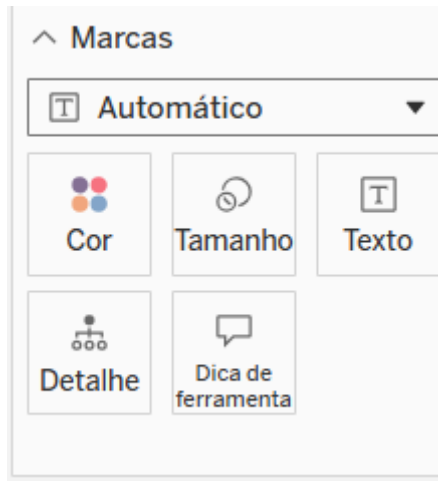 Marcas
T Automático
T
Cor Tamanho Texto
Detalhe Dica de
ferramenta